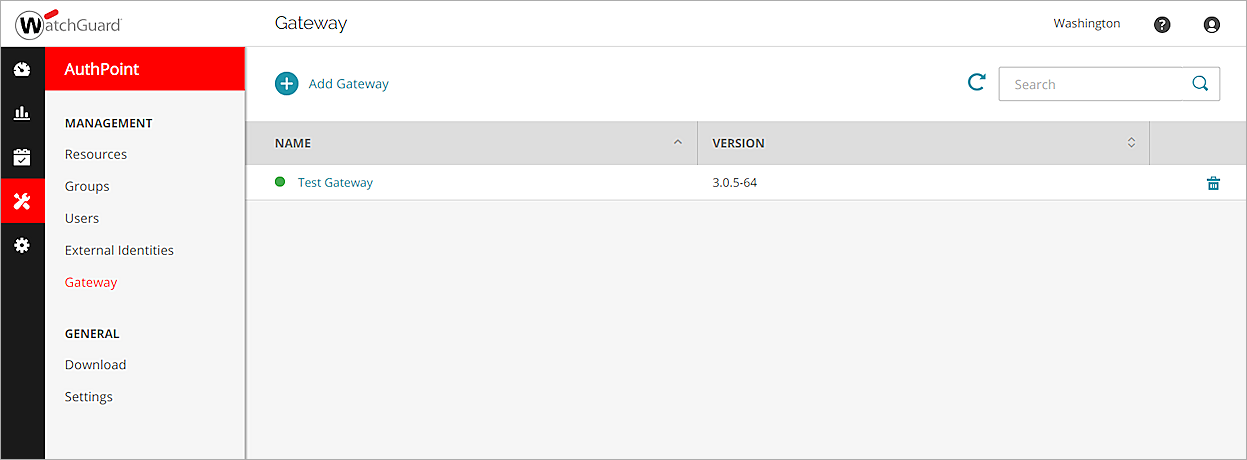 WatchGuard
Gateway
Washington
?
AuthPoint
Add Gateway
Search
MANAGEMENT
Resources
Groups
Users
External Identities
Gateway
GENERAL
Download
Settings
NAME
VERSION
Test Gateway
3.0.5-64